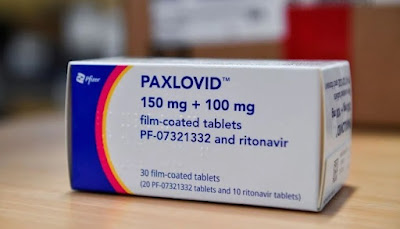 Pfizer
PAXLOVID™
150 mg + 100 mg
film-coated tablets
PF-07321332 and ritonavir
30 film-coated tablets
(20 PF-07321332 tablets and 10 ritonavir tablets)